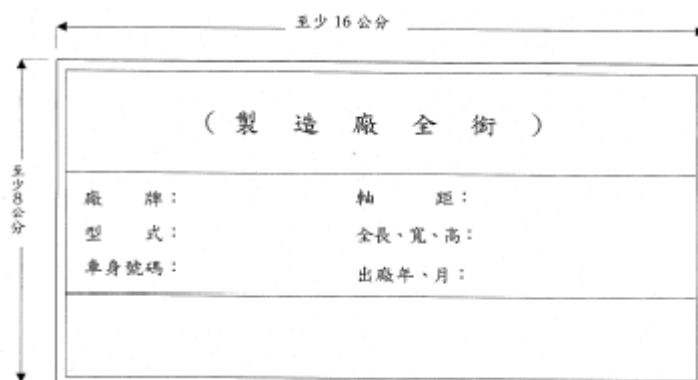 至少 16 公分
至少8公分
（製造廠全銜）
廠牌： 軸距：
型式： 全長、寬、高：
車身號碼： 出廠年、月：